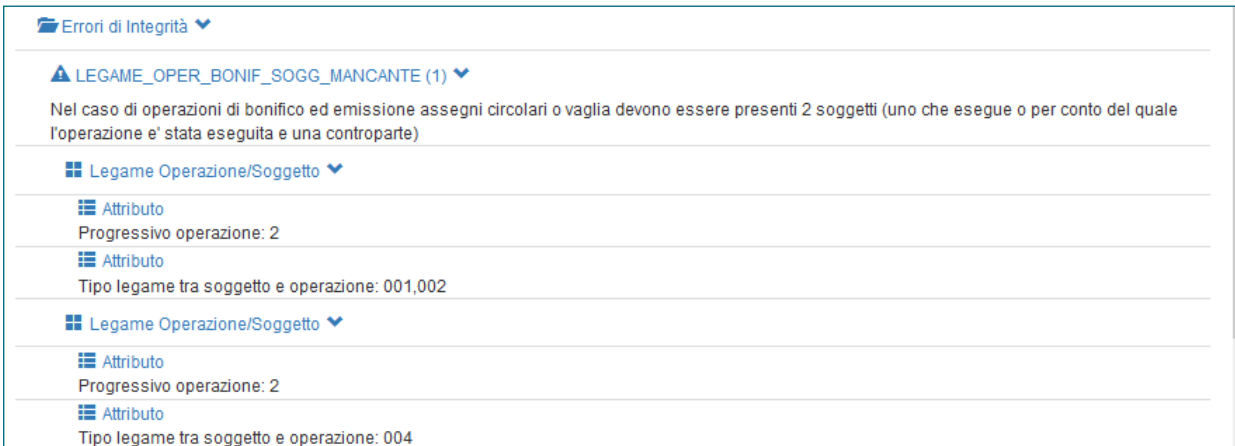 Errori di Integrità
LEGAME_OPER_BONIF_SOGG_MANCANTE (1)
Nel caso di operazioni di bonifico ed emissione assegni circolari o vaglia devono essere presenti 2 soggetti (uno che esegue o per conto del quale
l'operazione e' stata eseguita e una controparte)
Legame Operazione/Soggetto
Attributo
Progressivo operazione: 2
Attributo
Tipo legame tra soggetto e operazione: 001,002
Legame Operazione/Soggetto
Attributo
Progressivo operazione: 2
Attributo
Tipo legame tra soggetto e operazione: 004